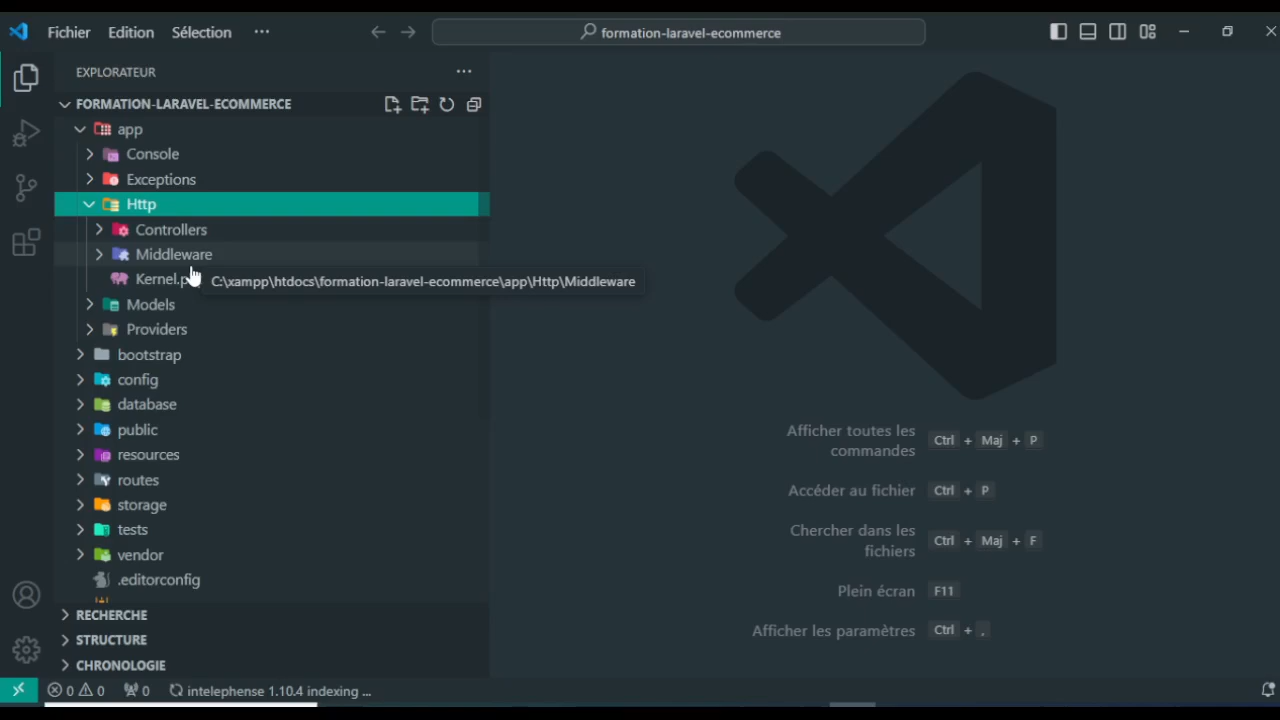 Fichier Edition Sélection ...
formation-laravel-ecommerce
EXPLORATEUR
FORMATION-LARAVEL-ECOMMERCE
app
Console
Exceptions
Http
Controllers
Middleware
C:\xampp\htdocs\formation-laravel-ecommerce\app\Http\Middleware
Models
Providers
bootstrap
config
database
public
resources
routes
storage
tests
vendor
.editorconfig
RECHERCHE
STRUCTURE
CHRONOLOGIE
Afficher toutes les
commandes
Ctrl + Maj + P
Accéder au fichier Ctrl + P
Chercher dans les
fichiers
Ctrl + Maj + F
Plein écran F11
Afficher les paramètres Ctrl + ,
0 0 0 intelephense 1.10.4 indexing ...